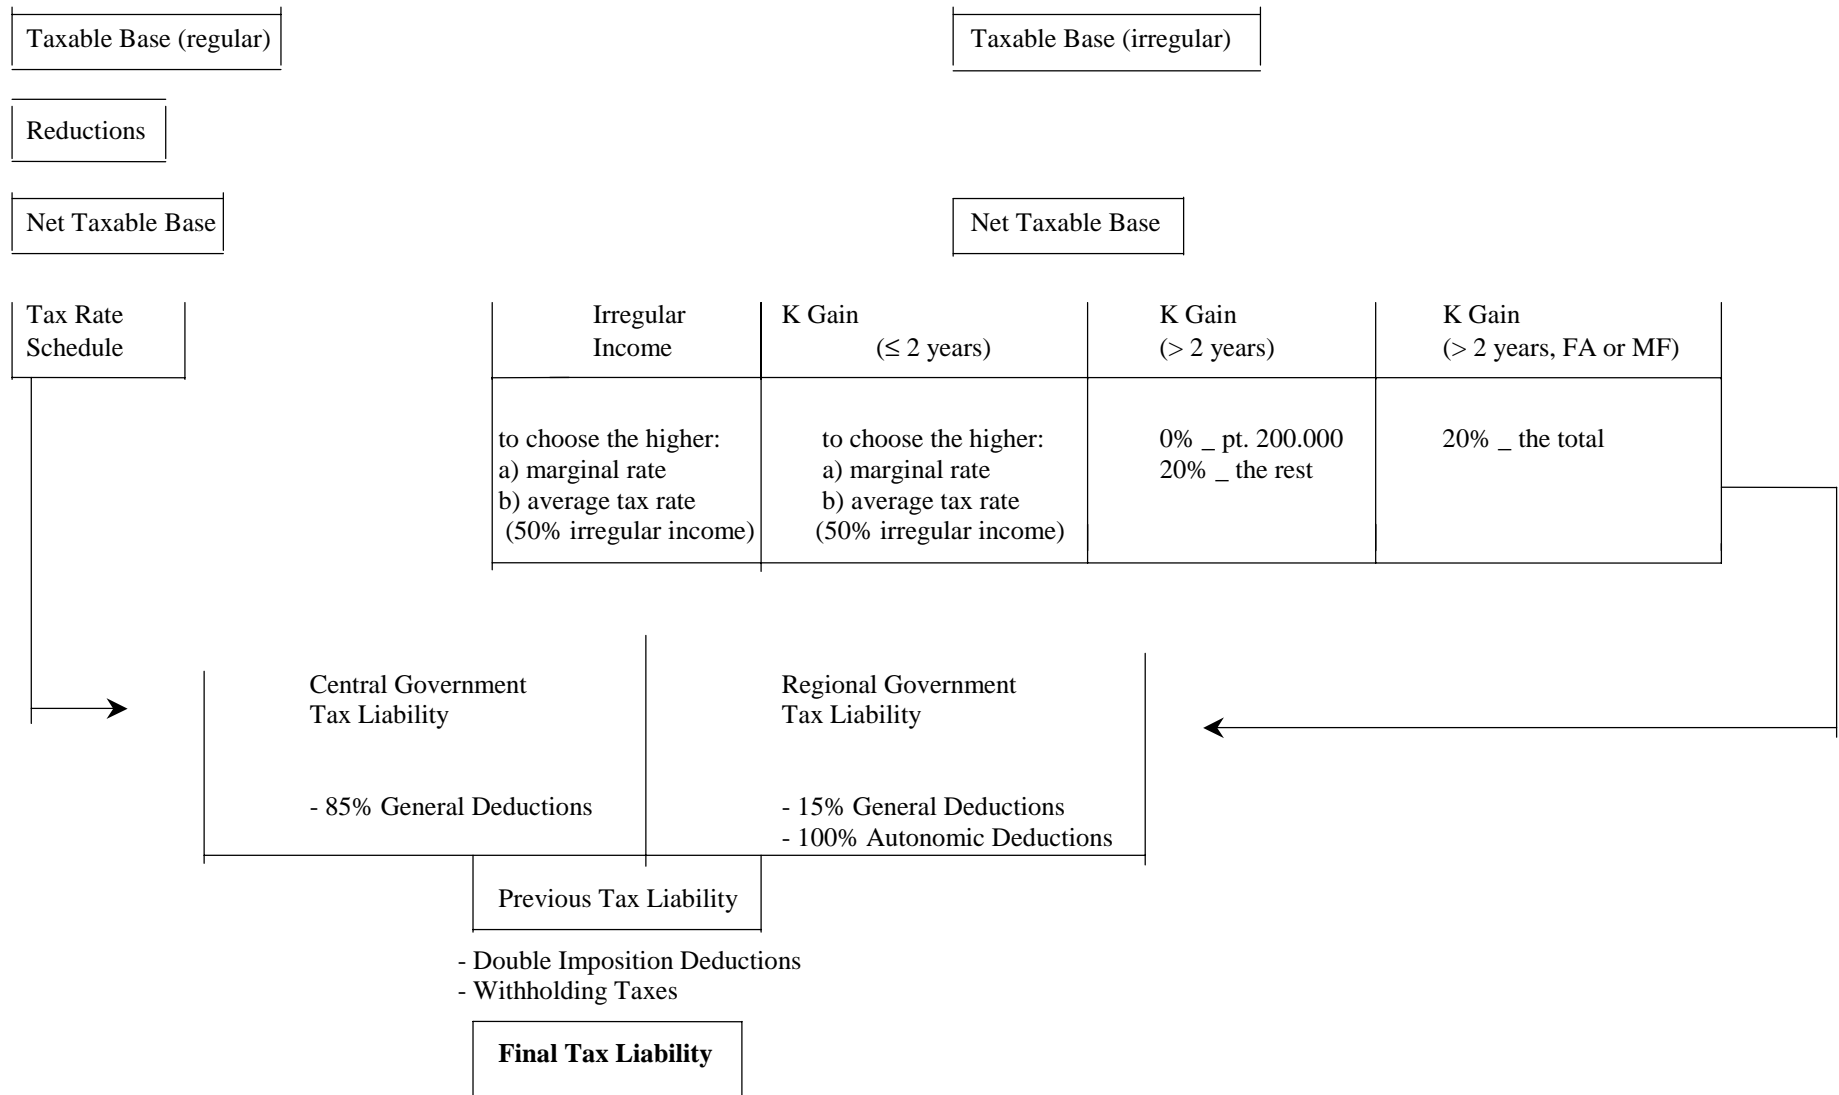 Taxable Base (regular)
Taxable Base (irregular)
Reductions
Net Taxable Base
Net Taxable Base
Tax Rate
Schedule
Irregular
Income
K Gain
(≤ 2 years)
K Gain
(> 2 years)
K Gain
(> 2 years, FA or MF)
to choose the higher:
a) marginal rate
b) average tax rate
(50% irregular income)
to choose the higher:
a) marginal rate
b) average tax rate
(50% irregular income)
0% _ pt. 200.000
20% _ the rest
20% _ the total
Central Government
Tax Liability
- 85% General Deductions
Regional Government
Tax Liability
- 15% General Deductions
- 100% Autonomic Deductions
Previous Tax Liability
- Double Imposition Deductions
- Withholding Taxes
Final Tax Liability